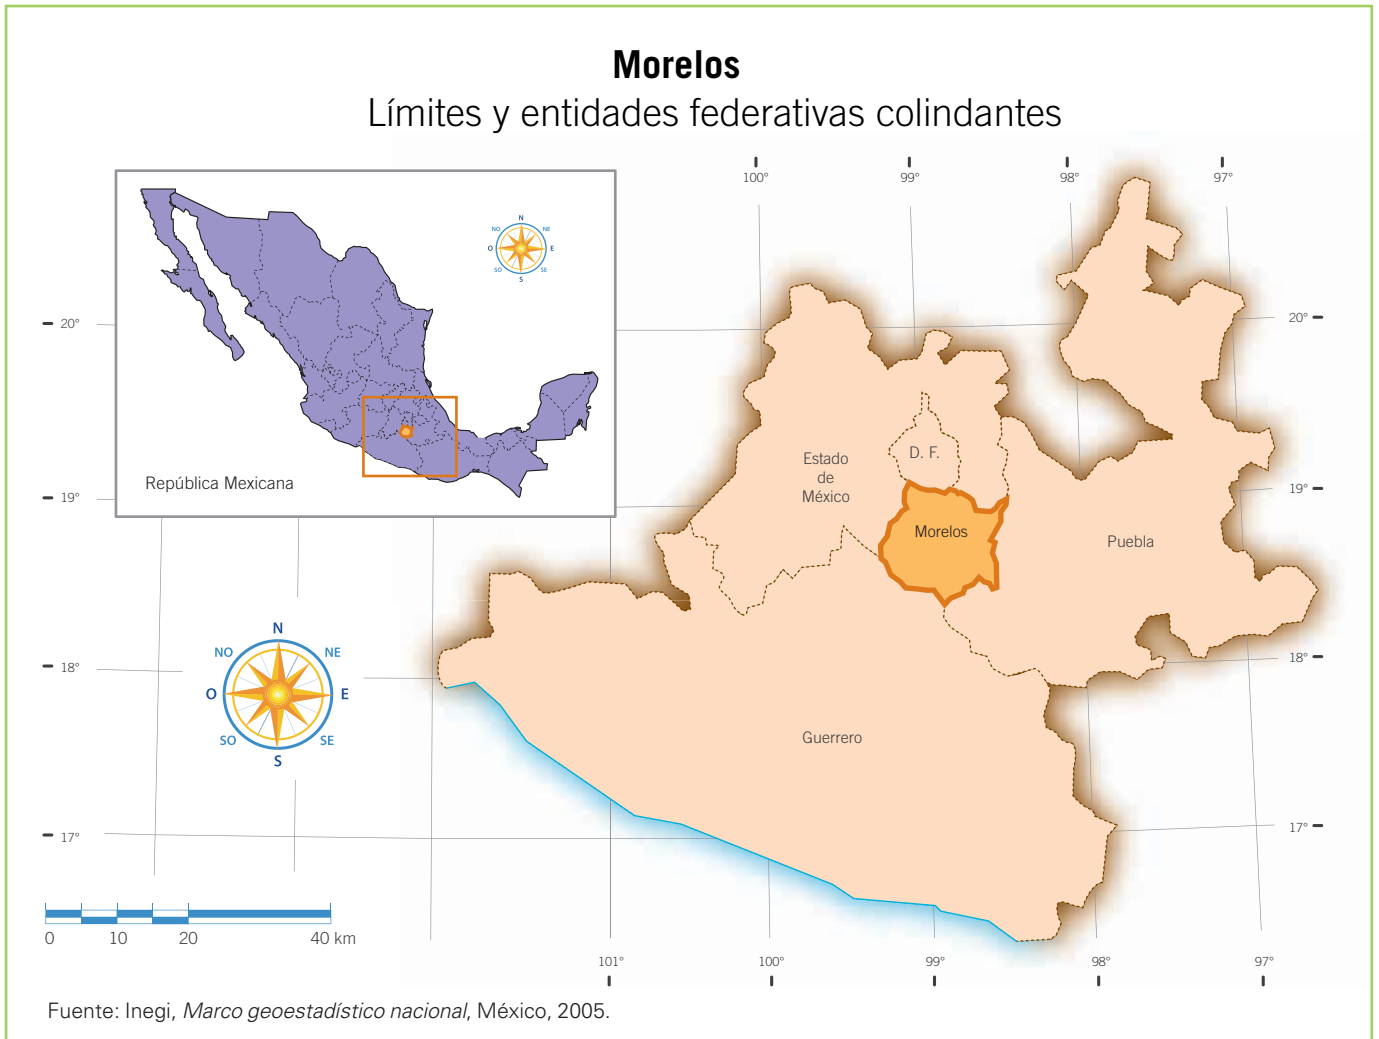 Morelos
Límites y entidades federativas colindantes
100°
99°
98°
97°
N
NO
NE
O
E
SO
SE
S
República Mexicana
20°
19°
18°
17°
20°
19°
18°
17°
Estado
de
México
D. F.
Morelos
Puebla
Guerrero
N
NO
NE
O
E
SO
SE
S
0
10
20
40 km
101°
100°
99°
98°
97°
Fuente: Inegi, Marco geoestadístico nacional, México, 2005.